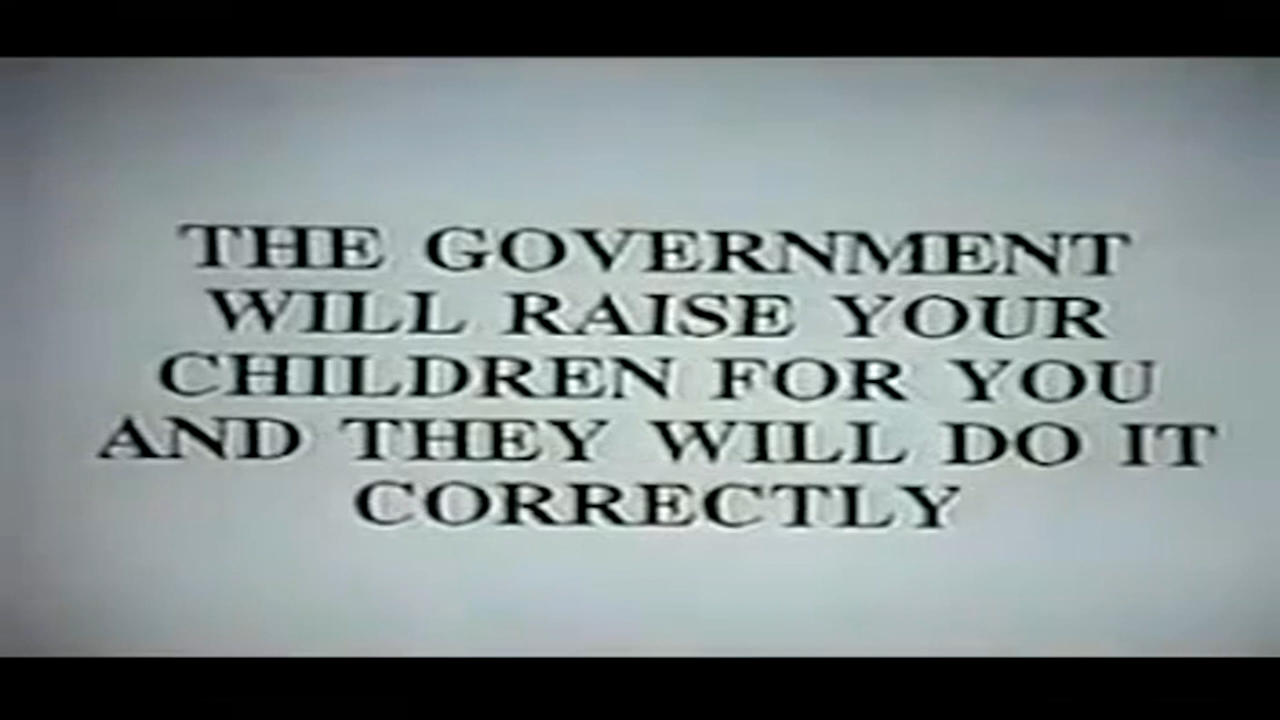 THE GOVERNMENT
WILL RAISE YOUR
CHILDREN FOR YOU
AND THEY WILL DO IT
CORRECTLY